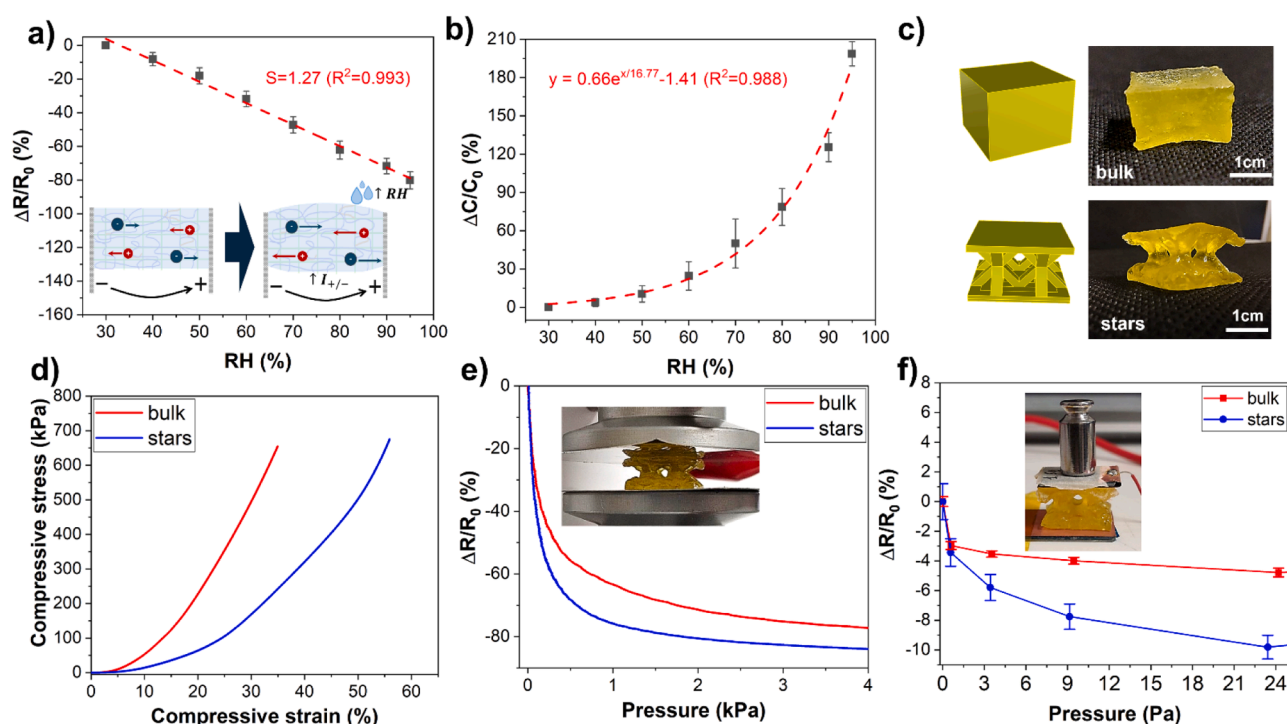 a)
ΔR/R₀ (%)
0
-20
-40
-60
-80
-100
-120
-140
-160
S=1.27 (R²=0.993)
↑ RH
− +
↑ I₊/₋
− +
30 40 50 60 70 80 90 100
RH (%)
b)
ΔC/C₀ (%)
210
180
150
120
90
60
30
0
y = 0.66e^{x/16.77}-1.41 (R²=0.988)
30 40 50 60 70 80 90 100
RH (%)
c)
bulk
1cm
stars
1cm
d)
Compressive stress (kPa)
800
700
600
500
400
300
200
100
0
bulk
stars
0 10 20 30 40 50 60
Compressive strain (%)
e)
ΔR/R₀ (%)
0
-20
-40
-60
-80
bulk
stars
0 1 2 3 4
Pressure (kPa)
f)
ΔR/R₀ (%)
8
6
4
2
0
-2
-4
-6
-8
-10
bulk
stars
0 3 6 9 12 15 18 21 24
Pressure (Pa)